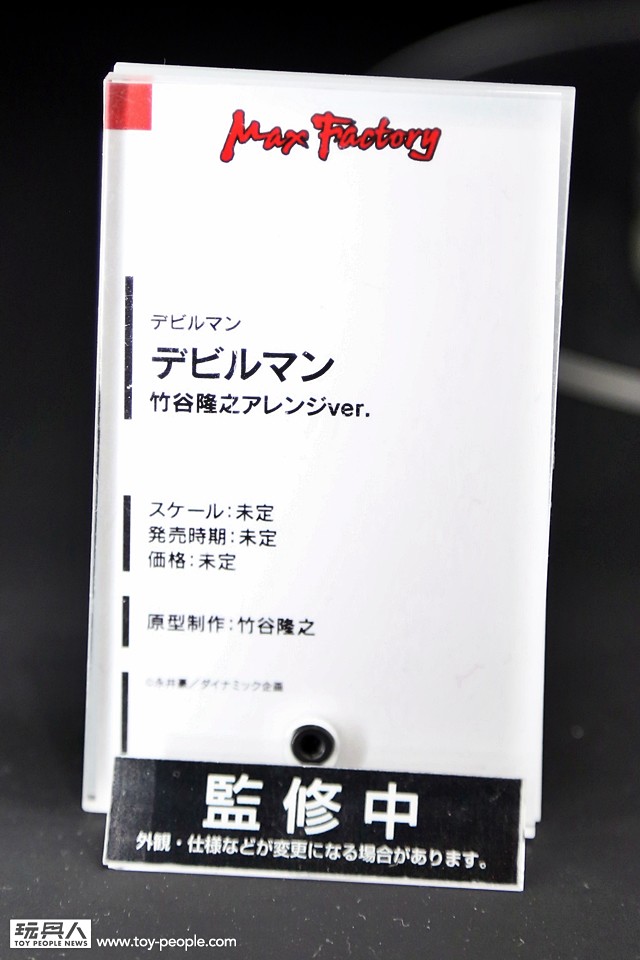 Max Factory
デビルマン
デビルマン
竹谷隆之アレンジver.
スケール：未定
発売時期：未定
価格：未定
原型制作：竹谷隆之
©永井豪／ダイナミック企画
監修中
外観・仕様などが変更になる場合があります。
玩具人
TOY PEOPLE NEWS
www.toy-people.com